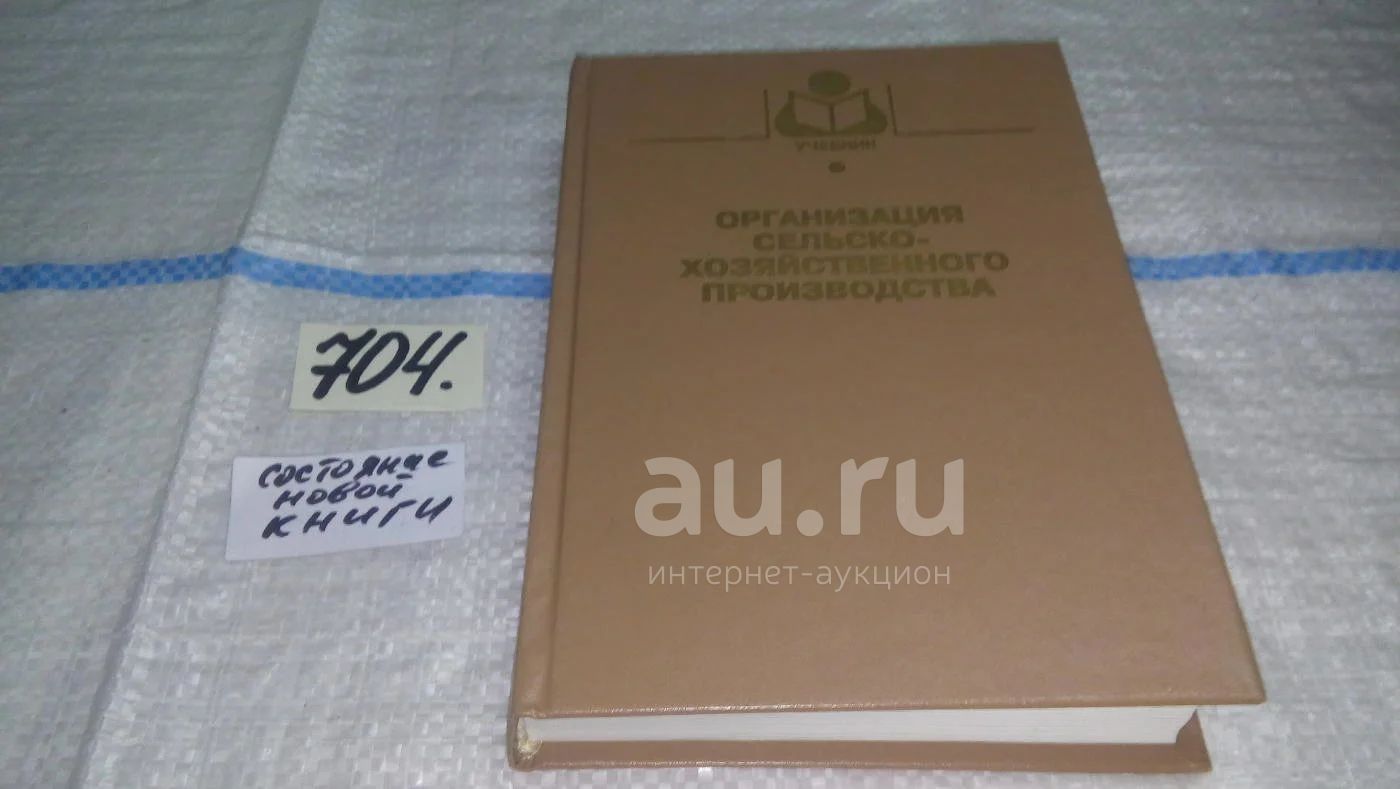 УЧЕБНИК
ОРГАНИЗАЦИЯ
СЕЛЬСКО-
ХОЗЯЙСТВЕННОГО
ПРОИЗВОДСТВА
704.
состояние
новой
книги
au.ru
интернет-аукцион